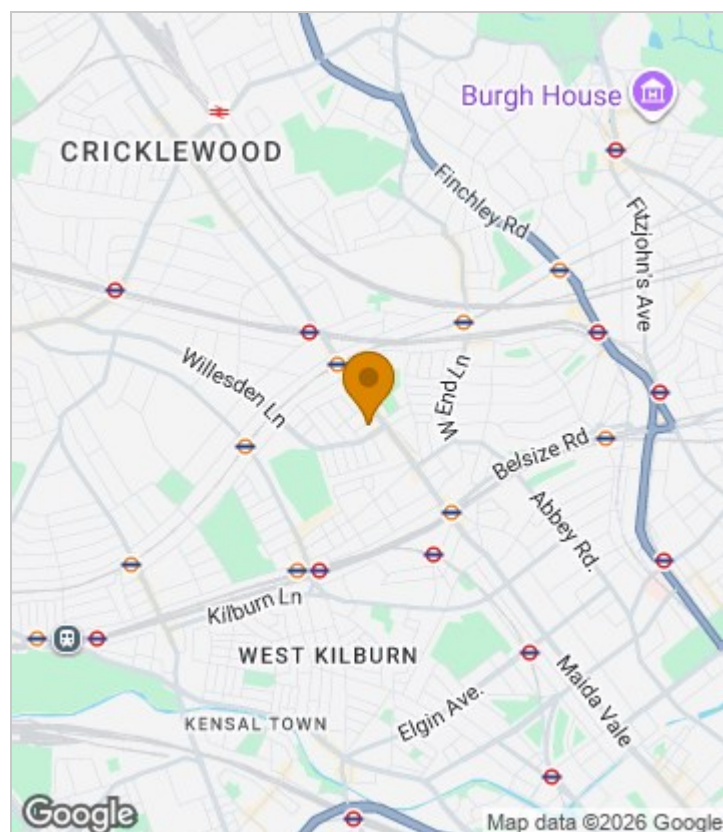 Burgh House
CRICKLEWOOD
Finchley Rd
Fitzjohn's Ave
Willesden Ln
W End Ln
Belsize Rd
Abbey Rd.
Kilburn Ln
WEST KILBURN
Maida Vale
KENSAL TOWN
Elgin Ave.
Google
Map data ©2026 Google